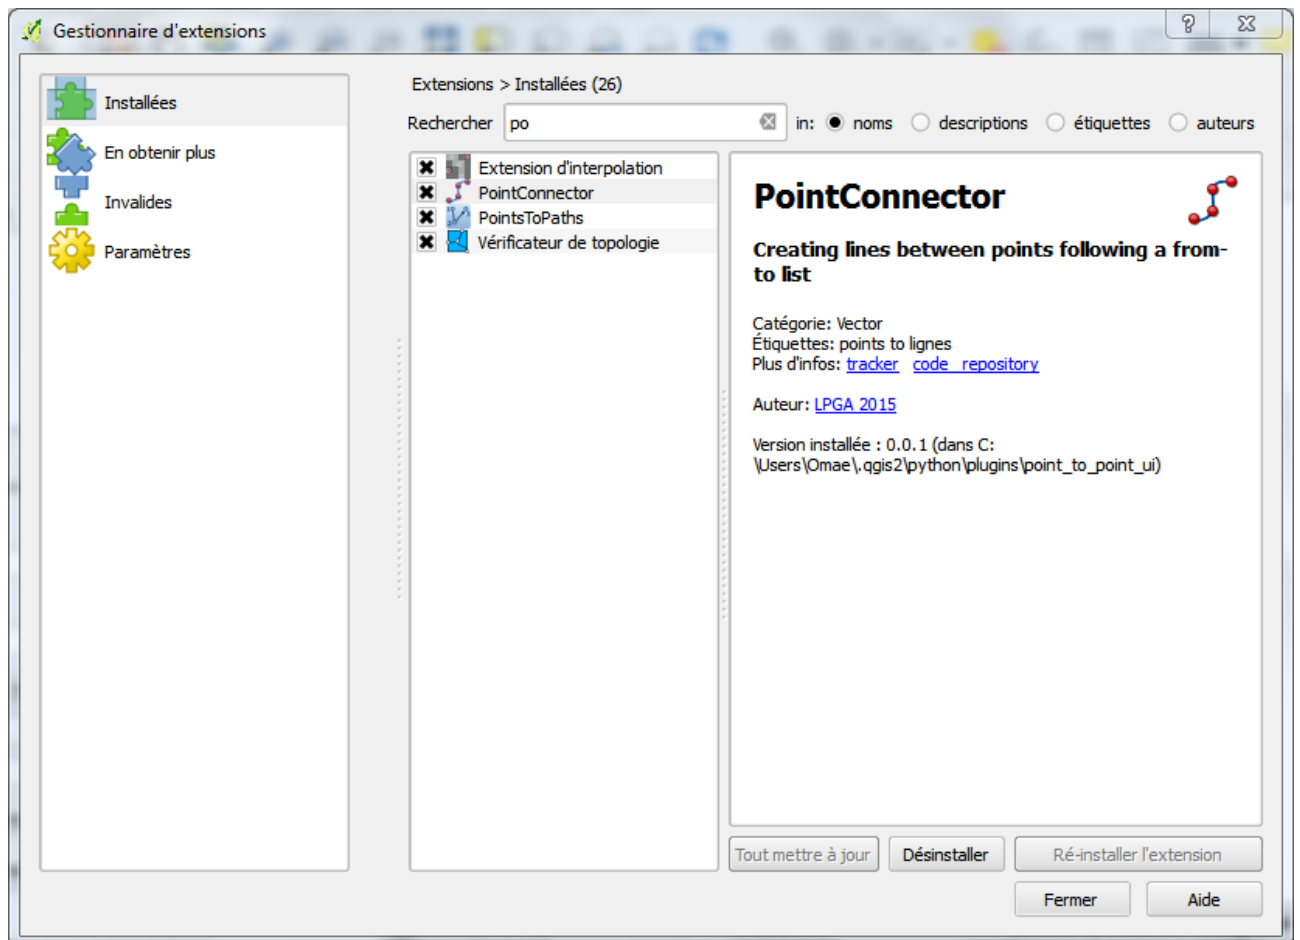 Gestionnaire d'extensions
Installées
En obtenir plus
Invalides
Paramètres
Extensions > Installées (26)
Rechercher po in: noms descriptions étiquettes auteurs
Extension d'interpolation
PointConnector
PointsToPaths
Vérificateur de topologie
PointConnector
Creating lines between points following a from-
to list
Catégorie: Vector
Étiquettes: points to lignes
Plus d'infos: tracker code repository
Auteur: LPGA 2015
Version installée : 0.0.1 (dans C:
\Users\Omae\.qgis2\python\plugins\point_to_point_ui)
Tout mettre à jour Désinstaller Ré-installer l'extension
Fermer Aide